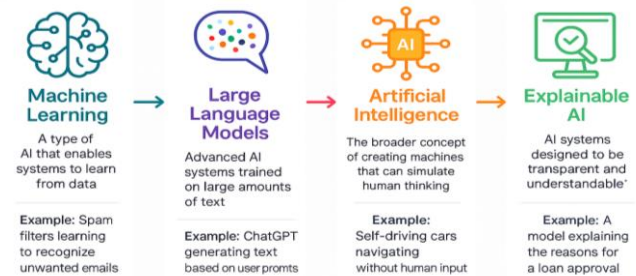 Machine
Learning
A type of
AI that enables
systems to learn
from data
Example: Spam
filters learning
to recognize
unwanted emails
Large
Language
Models
Advanced AI
systems trained
on large amounts
of text
Example: ChatGPT
generating text
based on user promts
AI
Artificial
Intelligence
The broader concept
of creating machines
that can simulate
human thinking
Example:
Self-driving cars
navigating
without human input
Explainable
AI
AI systems
designed to be
transparent and
understandable*
Example: A
model explaining
the reasons for
a loan approval